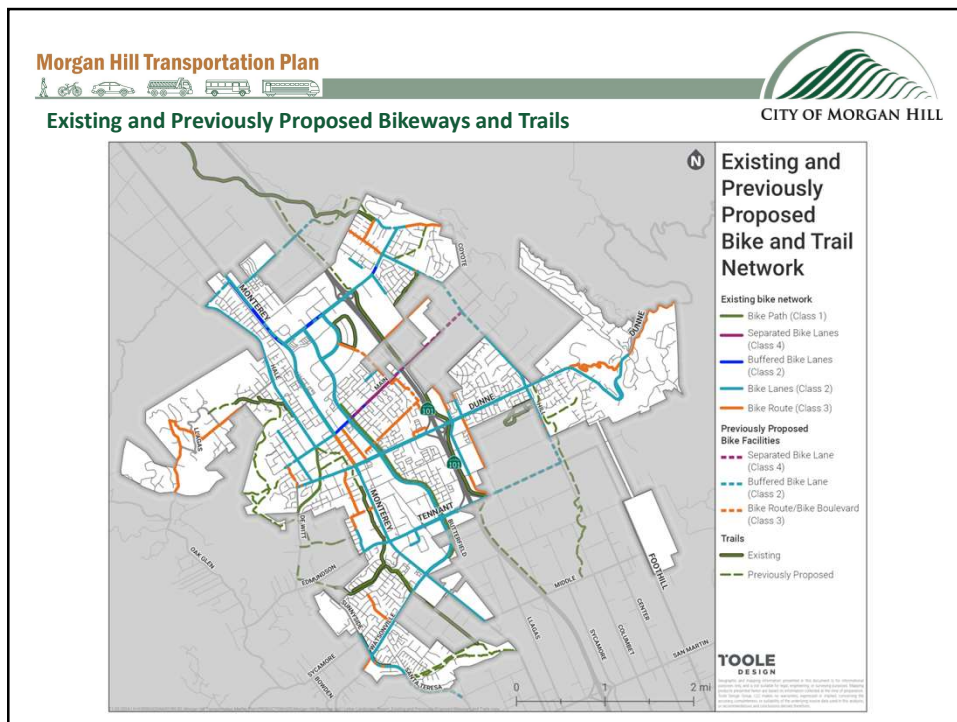 Morgan Hill Transportation Plan
CITY OF MORGAN HILL
Existing and Previously Proposed Bikeways and Trails
N
Existing and
Previously
Proposed
Bike and Trail
Network
Existing bike network
Bike Path (Class 1)
Separated Bike Lanes
(Class 4)
Buffered Bike Lanes
(Class 2)
Bike Lanes (Class 2)
Bike Route (Class 3)
Previously Proposed
Bike Facilities
Separated Bike Lane
(Class 4)
Buffered Bike Lane
(Class 2)
Bike Route/Bike Boulevard
(Class 3)
Trails
Existing
Previously Proposed
TOOLE
DESIGN
COYOTE
MONTEREY
HALE
MAIN
DUNNE
DUNNE
HILL
101
101
LLAGAS
MONTEREY
TENNANT
BUTTERFIELD
DEWITT
OAK GLEN
EDMUNDSON
SUNNYSIDE
WATSONVILLE
SYCAMORE
BOWDEN
SANTA TERESA
MIDDLE
FOOTHILL
LLAGAS
SYCAMORE
COLUMBET
CENTER
SAN MARTIN
0
1
2 mi